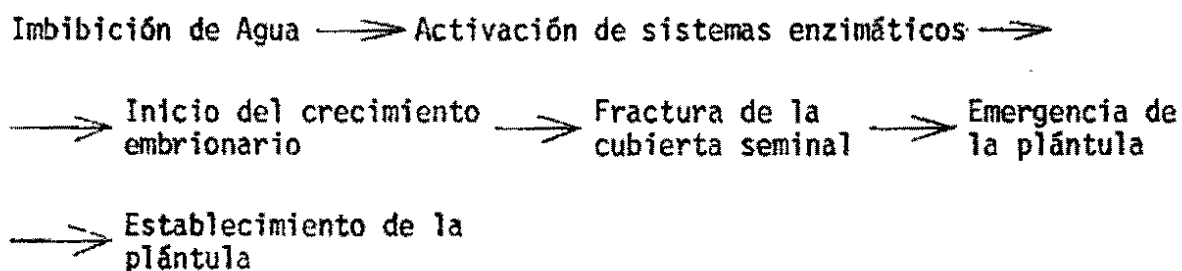 Imbibición de Agua → Activación de sistemas enzimáticos →
→ Inicio del crecimiento embrionario → Fractura de la cubierta seminal → Emergencia de la plántula
→ Establecimiento de la plántula